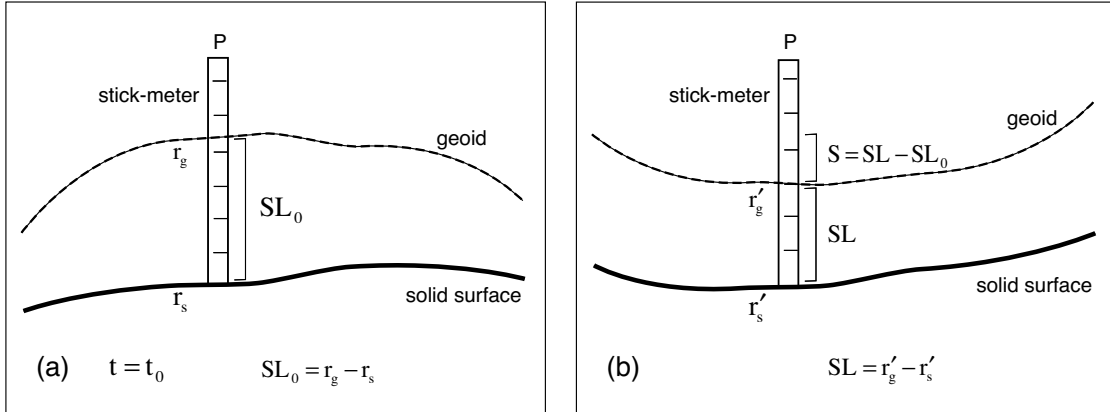 P
stick-meter
geoid
r_g
SL_0
solid surface
r_s
(a) t = t_0 SL_0 = r_g − r_s
P
stick-meter
geoid
S = SL − SL_0
r_g′
SL
solid surface
r_s′
(b) SL = r_g′ − r_s′